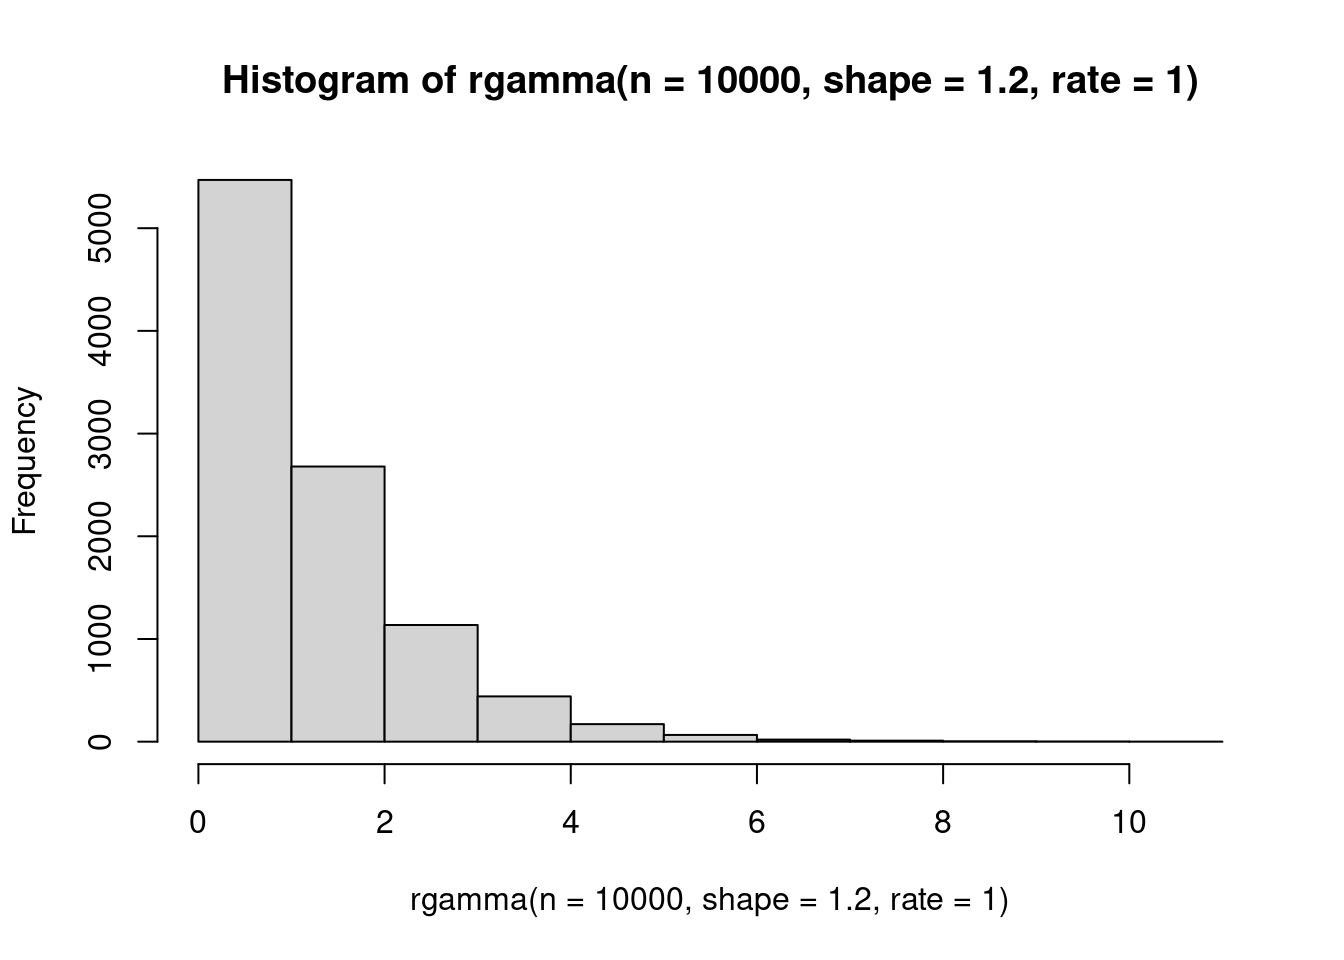 Histogram of rgamma(n = 10000, shape = 1.2, rate = 1)
Frequency
5000
4000
3000
2000
1000
0
0 2 4 6 8 10
rgamma(n = 10000, shape = 1.2, rate = 1)